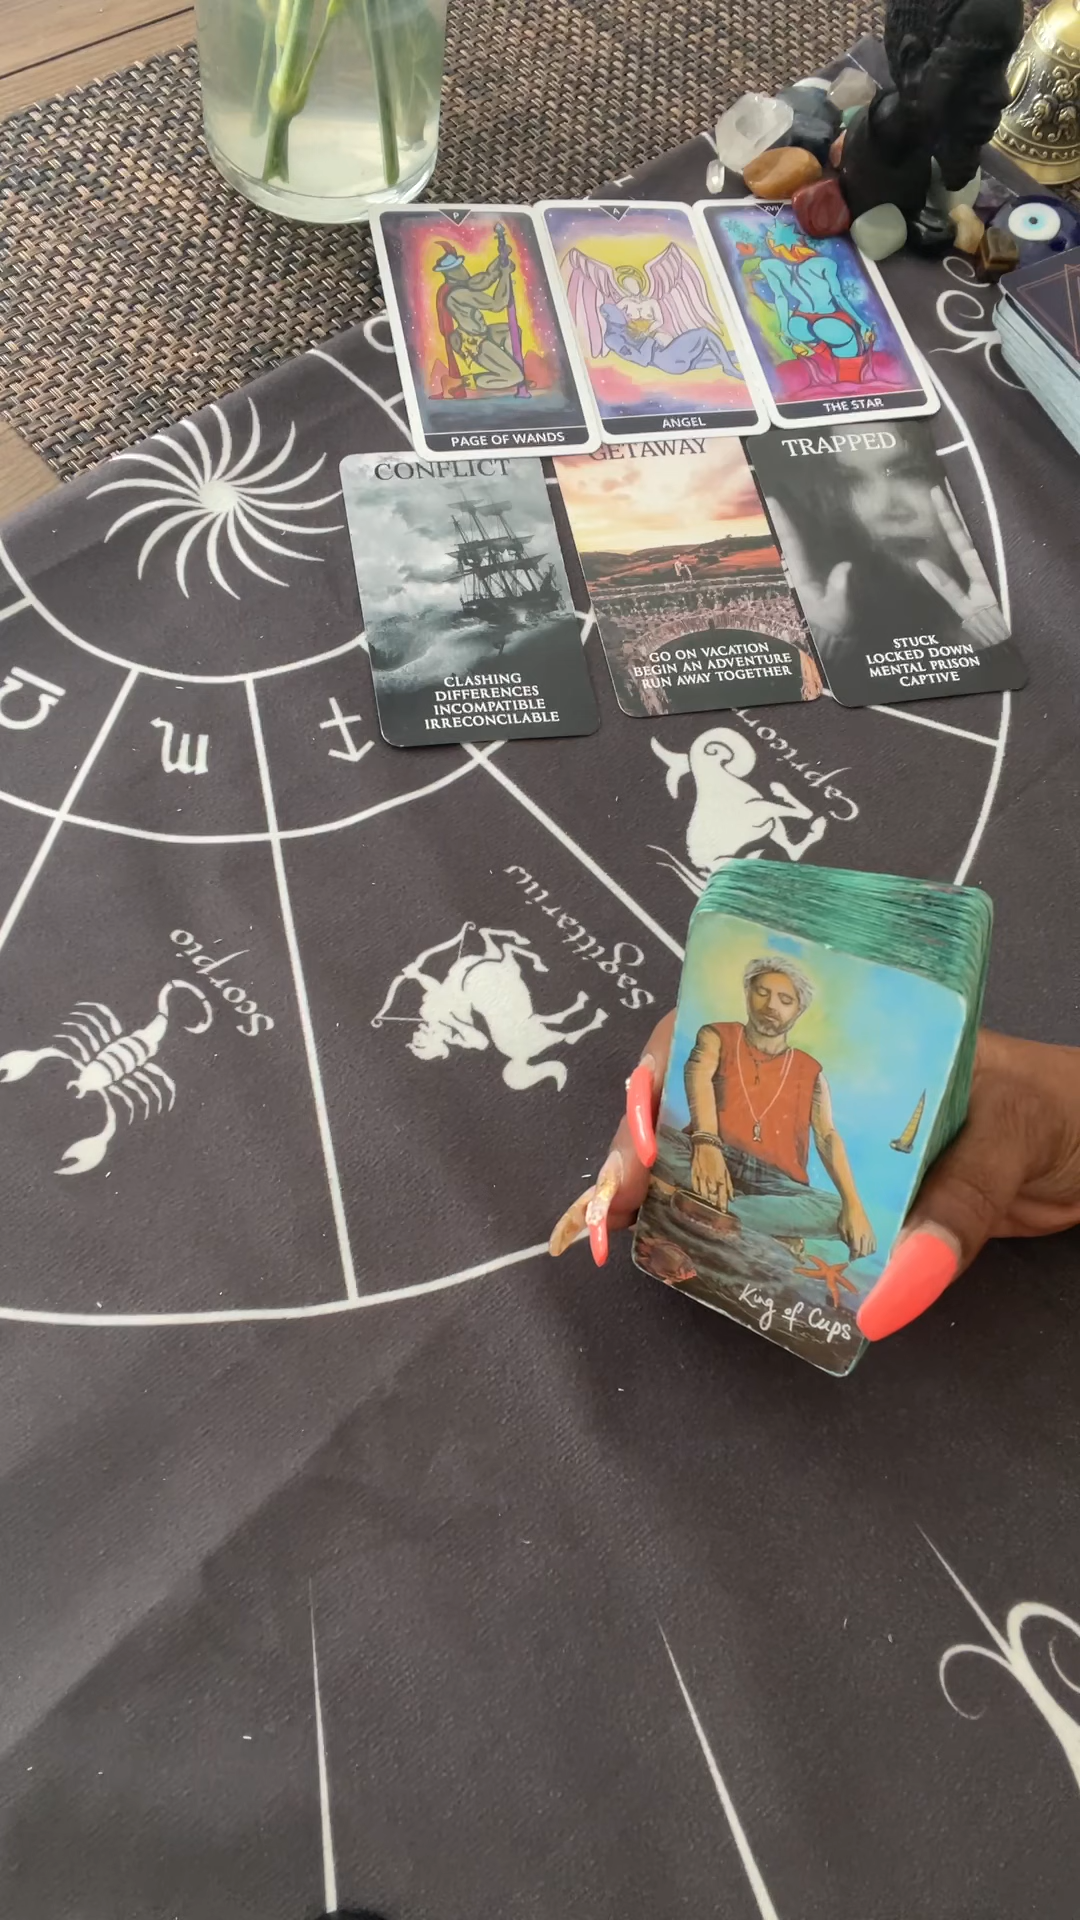 P
A
XVII
PAGE OF WANDS
ANGEL
THE STAR
CONFLICT
GETAWAY
TRAPPED
CLASHING
DIFFERENCES
INCOMPATIBLE
IRRECONCILABLE
GO ON VACATION
BEGIN AN ADVENTURE
RUN AWAY TOGETHER
STUCK
LOCKED DOWN
MENTAL PRISON
CAPTIVE
Capricorn
Sagittarius
Scorpio
King of Cups